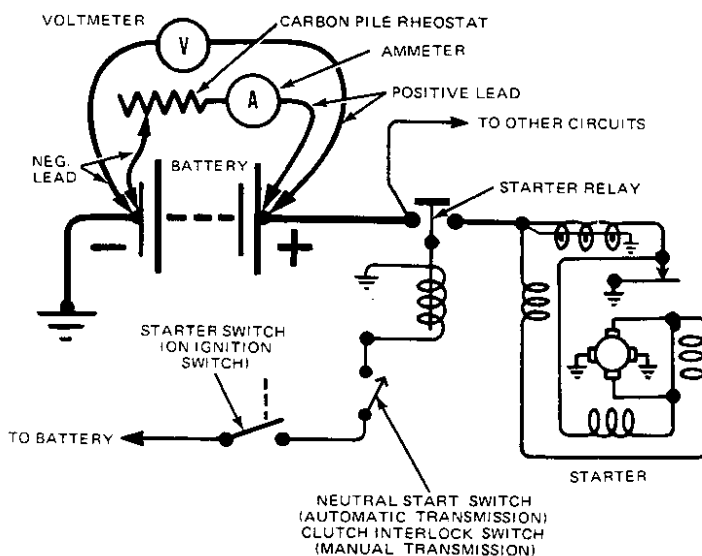 VOLTMETER
CARBON PILE RHEOSTAT
V
AMMETER
A
POSITIVE LEAD
TO OTHER CIRCUITS
NEG.
LEAD
BATTERY
STARTER RELAY
−
+
STARTER SWITCH
(ON IGNITION
SWITCH)
TO BATTERY
STARTER
NEUTRAL START SWITCH
(AUTOMATIC TRANSMISSION)
CLUTCH INTERLOCK SWITCH
(MANUAL TRANSMISSION)